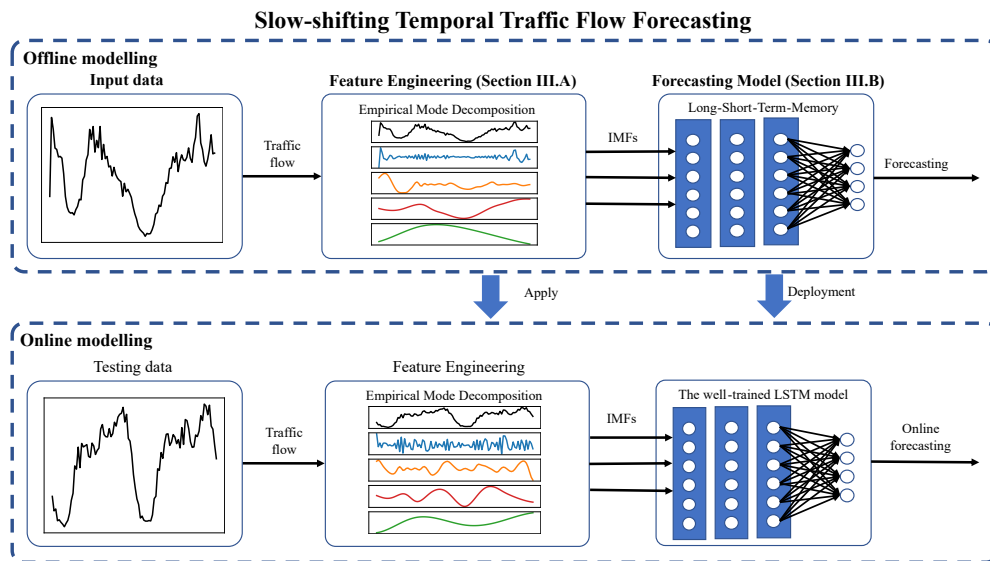 Slow-shifting Temporal Traffic Flow Forecasting
Offline modelling
Input data
Feature Engineering (Section III.A)
Forecasting Model (Section III.B)
Empirical Mode Decomposition
Long-Short-Term-Memory
Traffic
flow
IMFs
Forecasting
Apply
Deployment
Online modelling
Testing data
Feature Engineering
Empirical Mode Decomposition
The well-trained LSTM model
Traffic
flow
IMFs
Online
forecasting